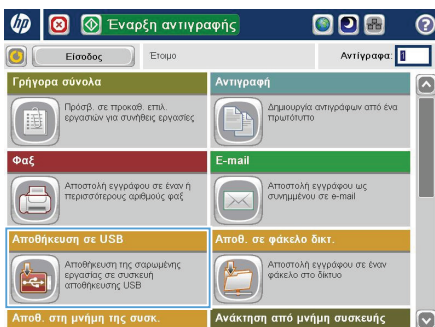 hp
Έναρξη αντιγραφής
?
Είσοδος
Έτοιμο
Αντίγραφα: 1
Γρήγορα σύνολα
Πρόσβ. σε προκαθ. επιλ.
εργασιών για συνήθεις εργασίες
Αντιγραφή
Δημιουργία αντιγράφων από ένα
πρωτότυπο
Φαξ
Αποστολή εγγράφου σε έναν ή
περισσότερους αριθμούς φαξ
E-mail
Αποστολή εγγράφου ως
συνημμένου σε e-mail
Αποθήκευση σε USB
Αποθήκευση της σαρωμένης
εργασίας σε συσκευή
αποθήκευσης USB
Αποθ. σε φάκελο δικτ.
Αποστολή εγγράφου σε έναν
φάκελο στο δίκτυο
Αποθ. στη μνήμη της συσκ.
Ανάκτηση από μνήμη συσκευής